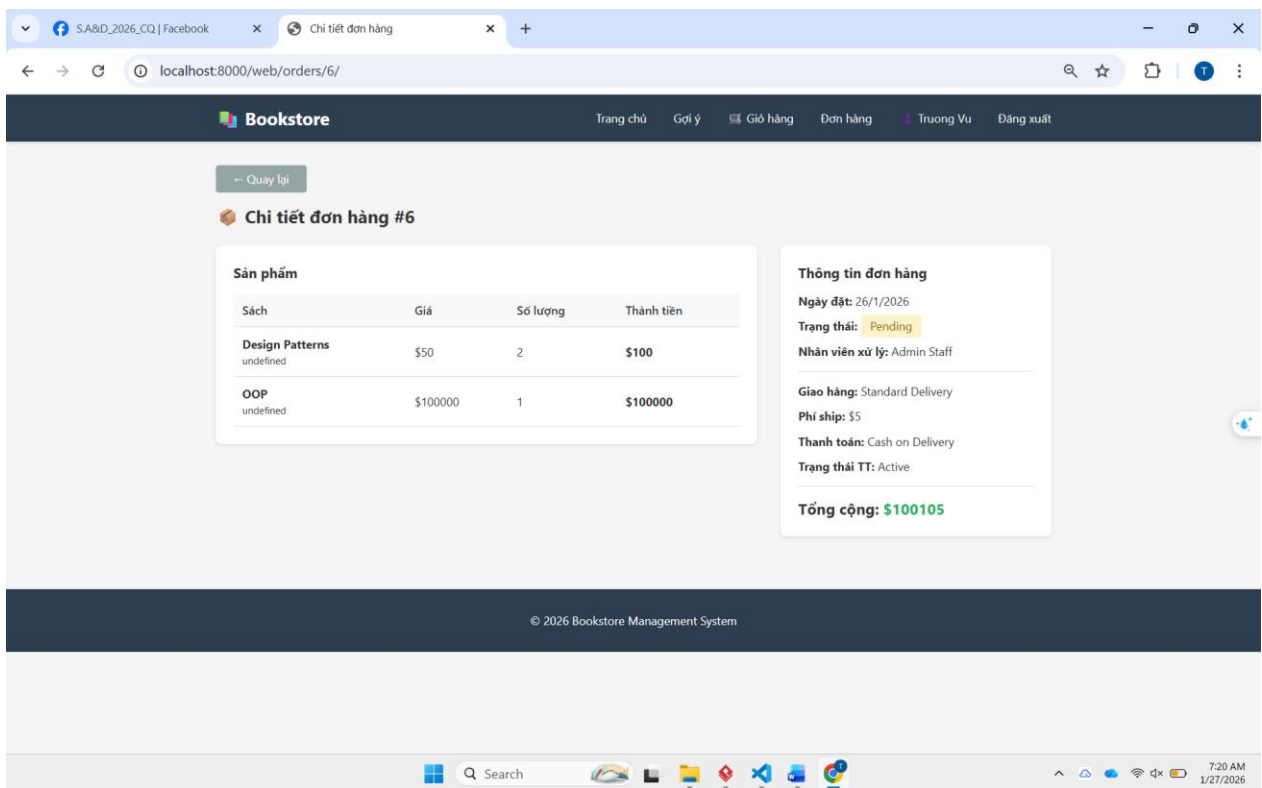 S.A&D_2026_CQ | Facebook
Chi tiết đơn hàng
localhost:8000/web/orders/6/
T
Bookstore
Trang chủ
Gợi ý
Giỏ hàng
Đơn hàng
Truong Vu
Đăng xuất
← Quay lại
Chi tiết đơn hàng #6
Sản phẩm
Sách Giá Số lượng Thành tiền
Design Patterns
undefined
$50 2 $100
OOP
undefined
$100000 1 $100000
Thông tin đơn hàng
Ngày đặt: 26/1/2026
Trạng thái: Pending
Nhân viên xử lý: Admin Staff
Giao hàng: Standard Delivery
Phí ship: $5
Thanh toán: Cash on Delivery
Trạng thái TT: Active
Tổng cộng: $100105
© 2026 Bookstore Management System
Search
7:20 AM
1/27/2026